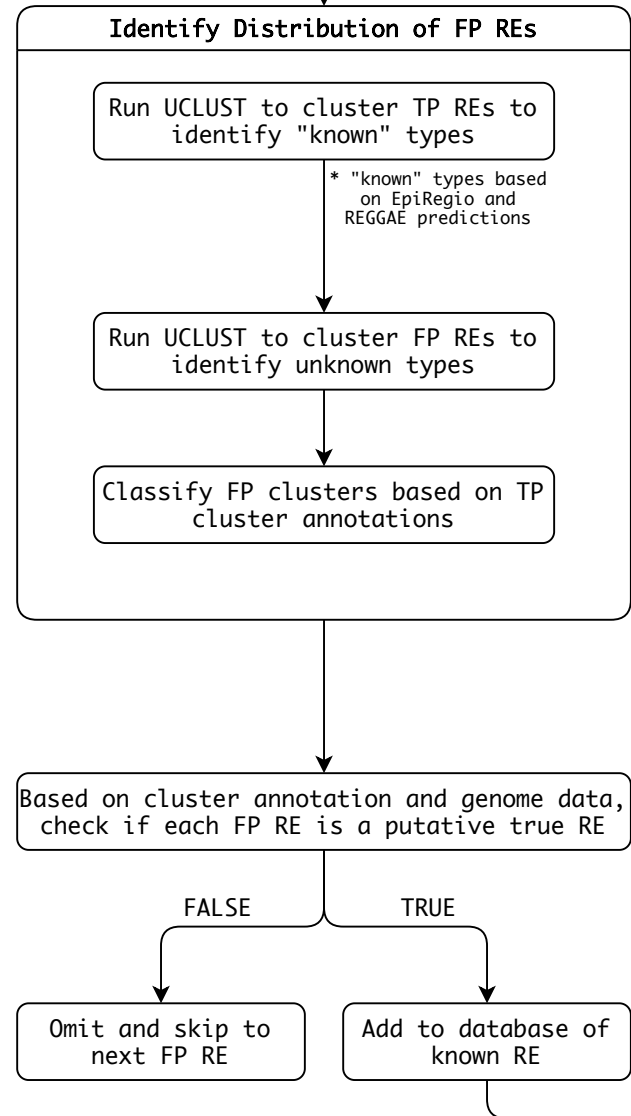 Identify Distribution of FP REs
Run UCLUST to cluster TP REs to
identify "known" types
* "known" types based
on EpiRegio and
REGGAE predictions
Run UCLUST to cluster FP REs to
identify unknown types
Classify FP clusters based on TP
cluster annotations
Based on cluster annotation and genome data,
check if each FP RE is a putative true RE
FALSE
TRUE
Omit and skip to
next FP RE
Add to database of
known RE